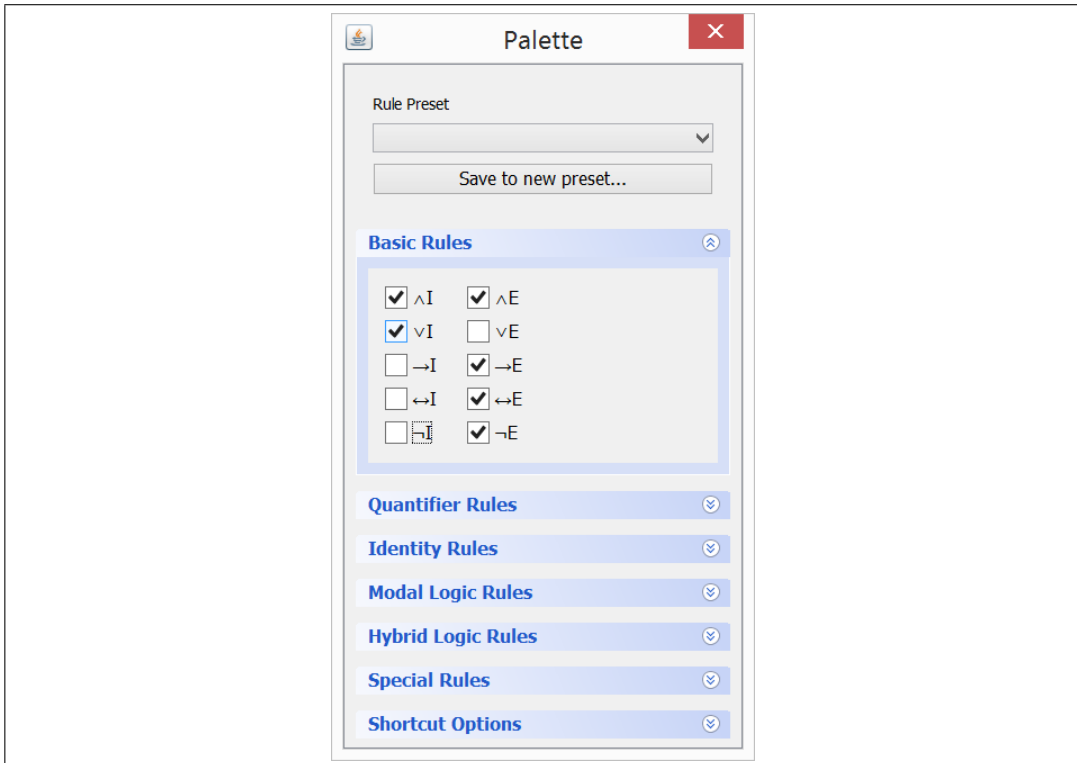 Palette
Rule Preset
Save to new preset...
Basic Rules
∧I ∧E
∨I ∨E
→I →E
↔I ↔E
¬I ¬E
Quantifier Rules
Identity Rules
Modal Logic Rules
Hybrid Logic Rules
Special Rules
Shortcut Options